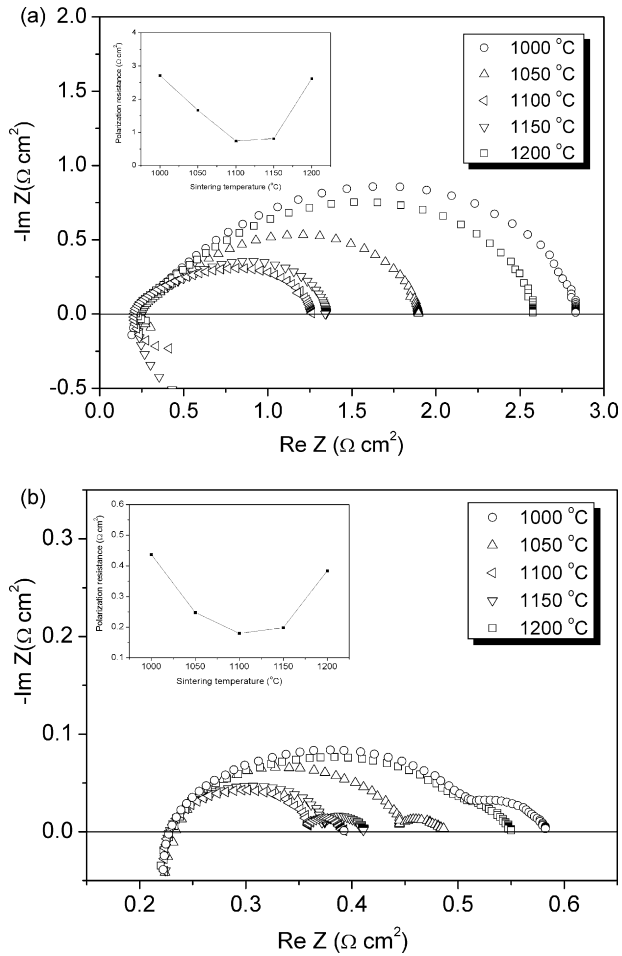 (a)
2.0
1.5
1.0
0.5
0.0
-0.5
-Im Z(Ω cm²)
0.0 0.5 1.0 1.5 2.0 2.5 3.0
Re Z (Ω cm²)
1000 °C
1050 °C
1100 °C
1150 °C
1200 °C
4
3
2
1
0
Polarization resistance (Ω cm²)
1000 1050 1100 1150 1200
Sintering temperature (°C)
(b)
0.3
0.2
0.1
0.0
-Im Z(Ω cm²)
0.2 0.3 0.4 0.5 0.6
Re Z (Ω cm²)
1000 °C
1050 °C
1100 °C
1150 °C
1200 °C
0.6
0.5
0.4
0.3
0.2
0.1
Polarization resistance (Ω cm²)
1000 1050 1100 1150 1200
Sintering temperature (°C)